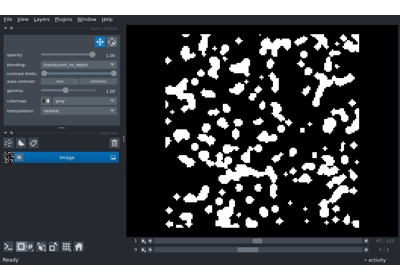 File View Layers Plugins Window Help
opacity: 1.00
blending: translucent_no_depth
contrast limits:
auto-contrast: once continuous
gamma: 1.00
colormap: gray
interpolation: nearest
Image
1
0
Ready
activity